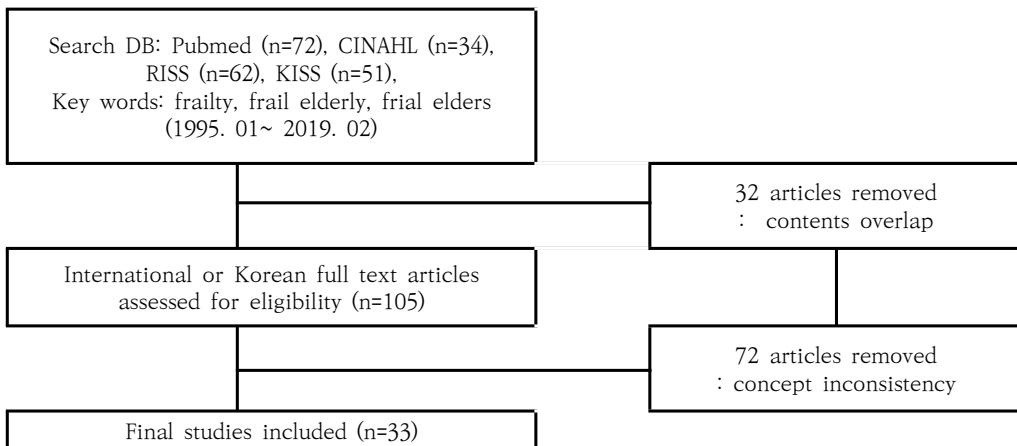 Search DB: Pubmed (n=72), CINAHL (n=34),
RISS (n=62), KISS (n=51),
Key words: frailty, frail elderly, frial elders
(1995. 01~ 2019. 02)
32 articles removed
: contents overlap
International or Korean full text articles
assessed for eligibility (n=105)
72 articles removed
: concept inconsistency
Final studies included (n=33)